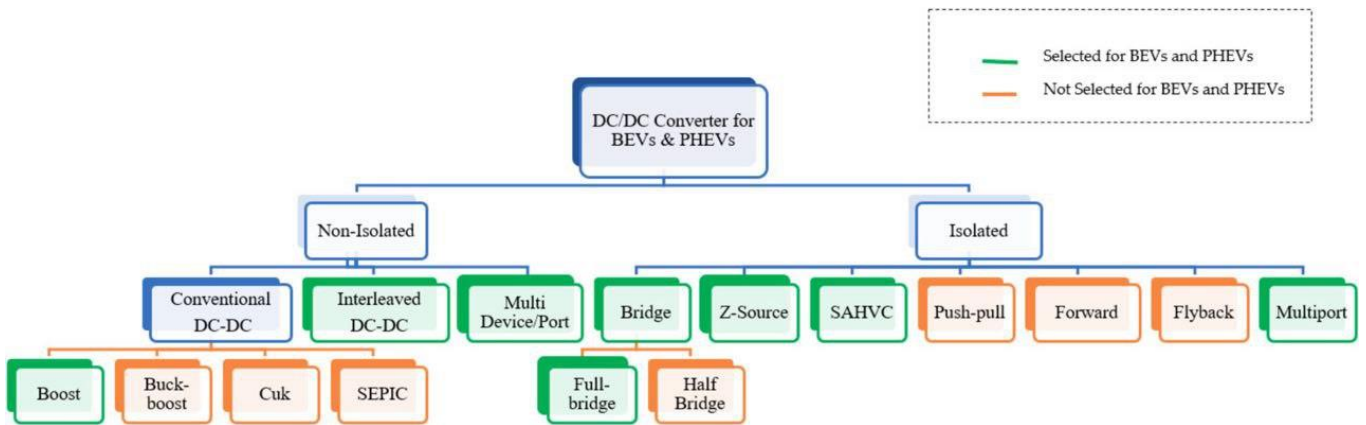 Selected for BEVs and PHEVs
Not Selected for BEVs and PHEVs
DC/DC Converter for
BEVs & PHEVs
Non-Isolated
Isolated
Conventional
DC-DC
Interleaved
DC-DC
Multi
Device/Port
Bridge
Z-Source
SAHVC
Push-pull
Forward
Flyback
Multiport
Boost
Buck-
boost
Cuk
SEPIC
Full-
bridge
Half
Bridge